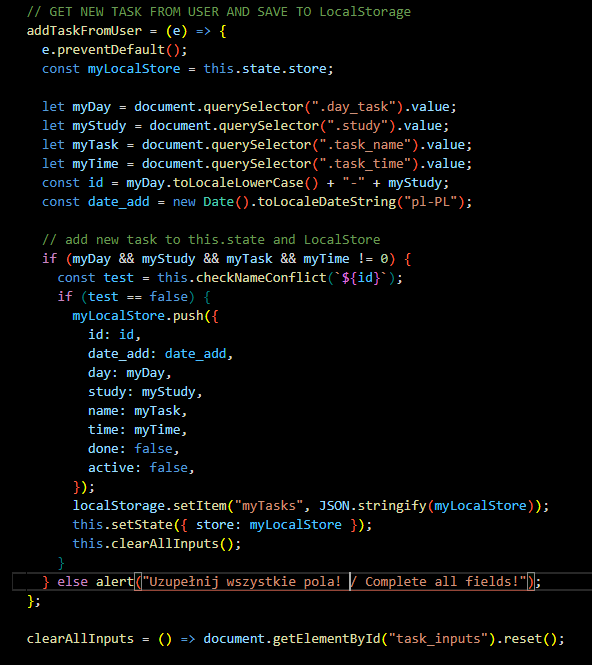 // GET NEW TASK FROM USER AND SAVE TO LocalStorage
addTaskFromUser = (e) => {
e.preventDefault();
const myLocalStore = this.state.store;
let myDay = document.querySelector(".day_task").value;
let myStudy = document.querySelector(".study").value;
let myTask = document.querySelector(".task_name").value;
let myTime = document.querySelector(".task_time").value;
const id = myDay.toLocaleLowerCase() + "-" + myStudy;
const date_add = new Date().toLocaleDateString("pl-PL");
// add new task to this.state and LocalStore
if (myDay && myStudy && myTask && myTime != 0) {
const test = this.checkNameConflict(`${id}`);
if (test == false) {
myLocalStore.push({
id: id,
date_add: date_add,
day: myDay,
study: myStudy,
name: myTask,
time: myTime,
done: false,
active: false,
});
localStorage.setItem("myTasks", JSON.stringify(myLocalStore));
this.setState({ store: myLocalStore });
this.clearAllInputs();
}
} else alert("Uzupełnij wszystkie pola! / Complete all fields!");
};
clearAllInputs = () => document.getElementById("task_inputs").reset();